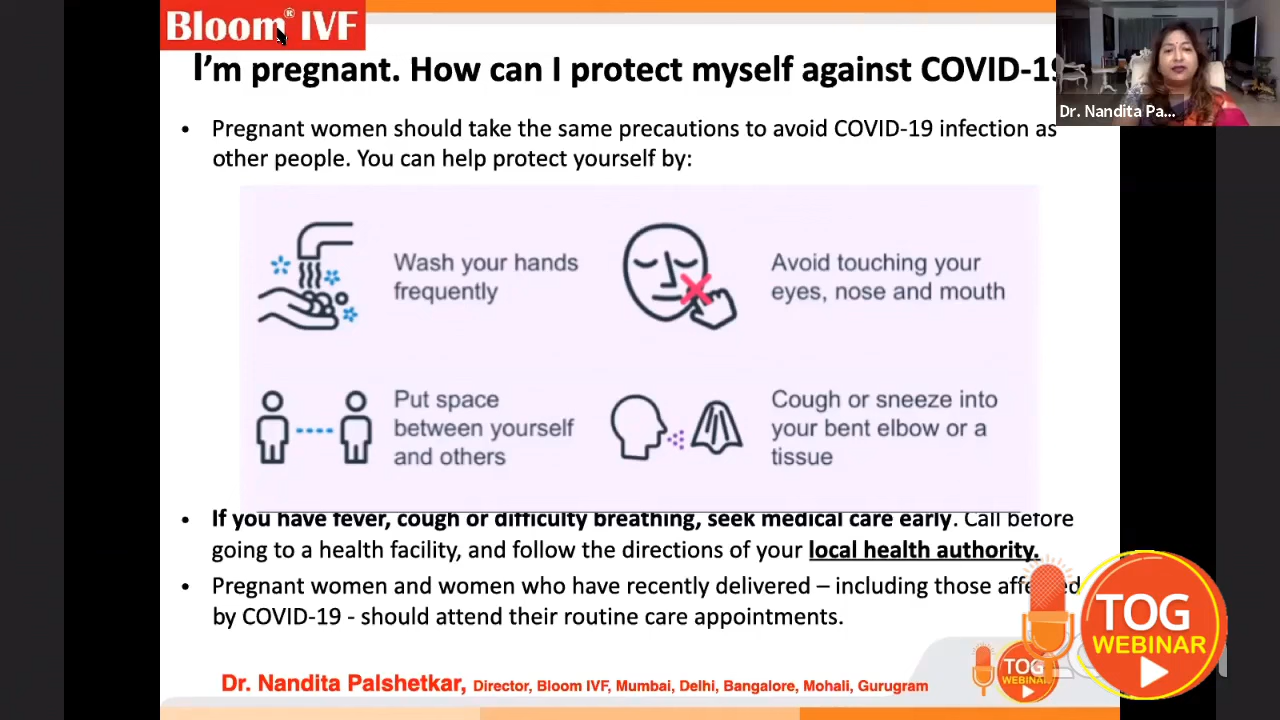 Bloom® IVF
I'm pregnant. How can I protect myself against COVID-19
Dr. Nandita Pa...
• Pregnant women should take the same precautions to avoid COVID-19 infection as
other people. You can help protect yourself by:
Wash your hands
frequently
Avoid touching your
eyes, nose and mouth
Put space
between yourself
and others
Cough or sneeze into
your bent elbow or a
tissue
• If you have fever, cough or difficulty breathing, seek medical care early. Call before
going to a health facility, and follow the directions of your local health authority.
• Pregnant women and women who have recently delivered – including those
by COVID-19 - should attend their routine care appointments.
Dr. Nandita Palshetkar, Director, Bloom IVF, Mumbai, Delhi, Bangalore, Mohali, Gurugram
TOG
WEBINAR
TOG
WEBINAR